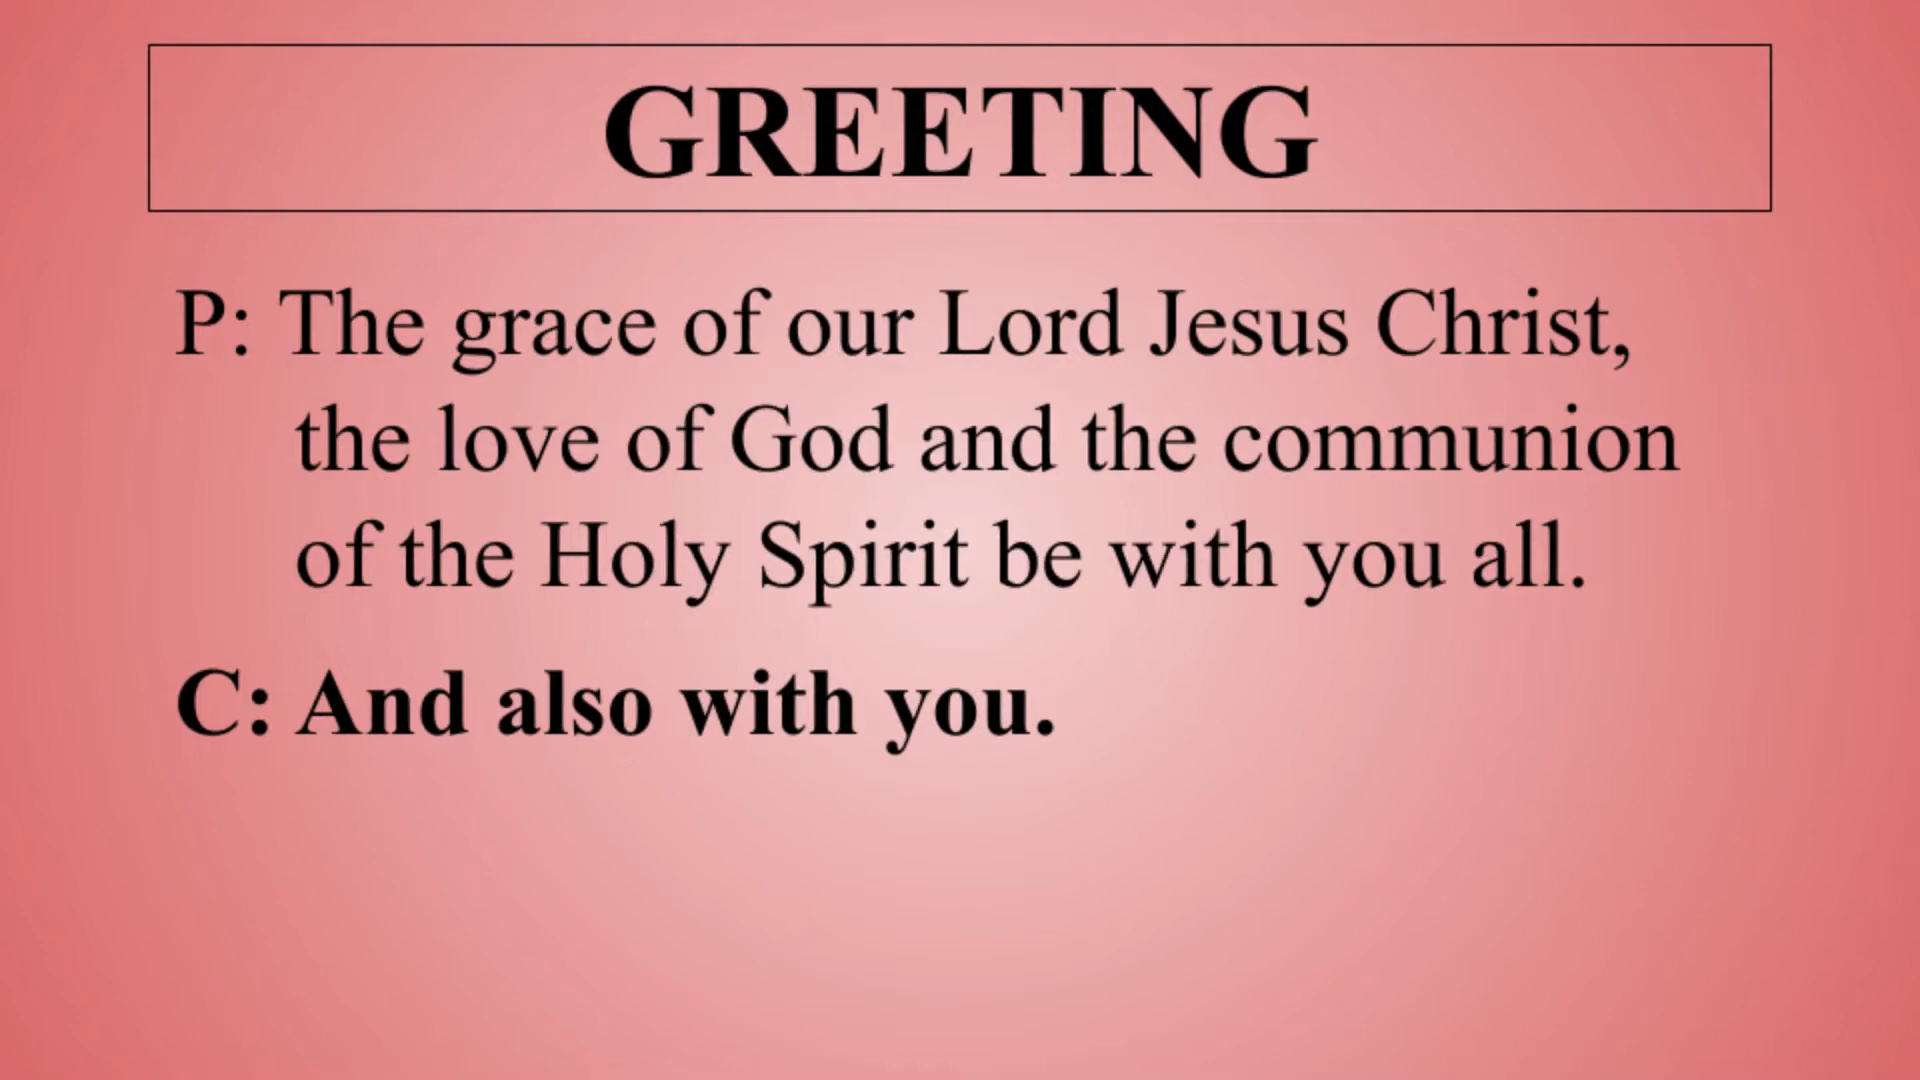 GREETING
P: The grace of our Lord Jesus Christ,
the love of God and the communion
of the Holy Spirit be with you all.
C: And also with you.